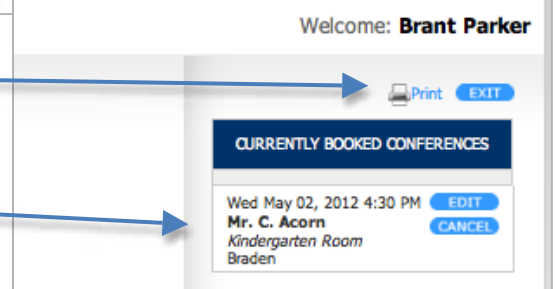 Welcome: Brant Parker
Print EXIT
CURRENTLY BOOKED CONFERENCES
Wed May 02, 2012 4:30 PM EDIT
Mr. C. Acorn CANCEL
Kindergarten Room
Braden